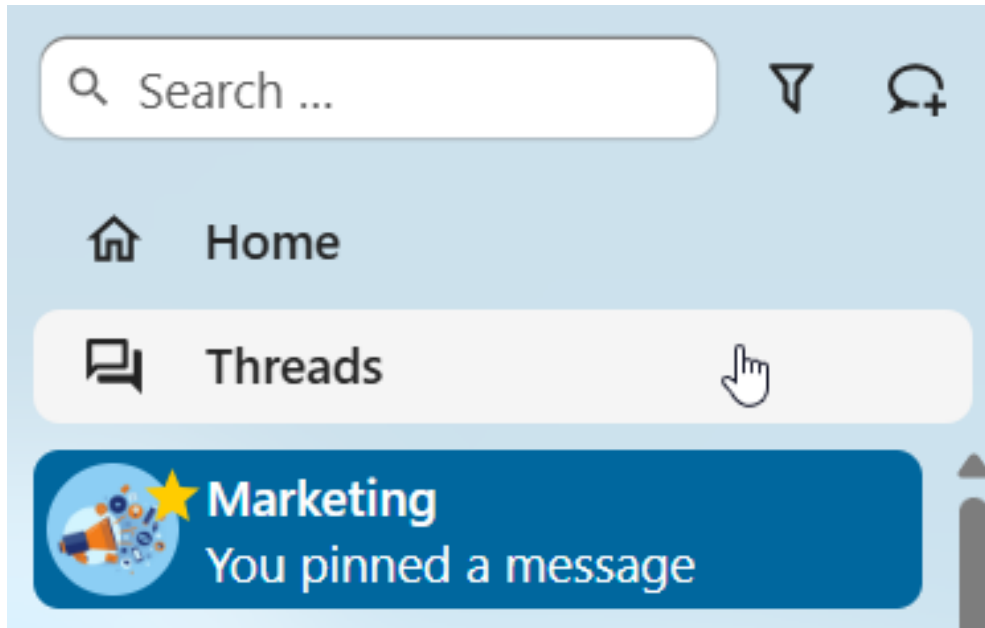 Search ...
Home
Threads
Marketing
You pinned a message